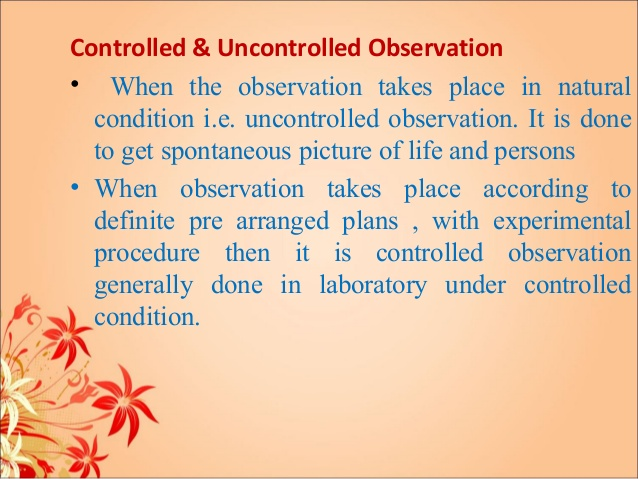 Controlled & Uncontrolled Observation
• When the observation takes place in natural
condition i.e. uncontrolled observation. It is done
to get spontaneous picture of life and persons
• When observation takes place according to
definite pre arranged plans , with experimental
procedure then it is controlled observation
generally done in laboratory under controlled
condition.